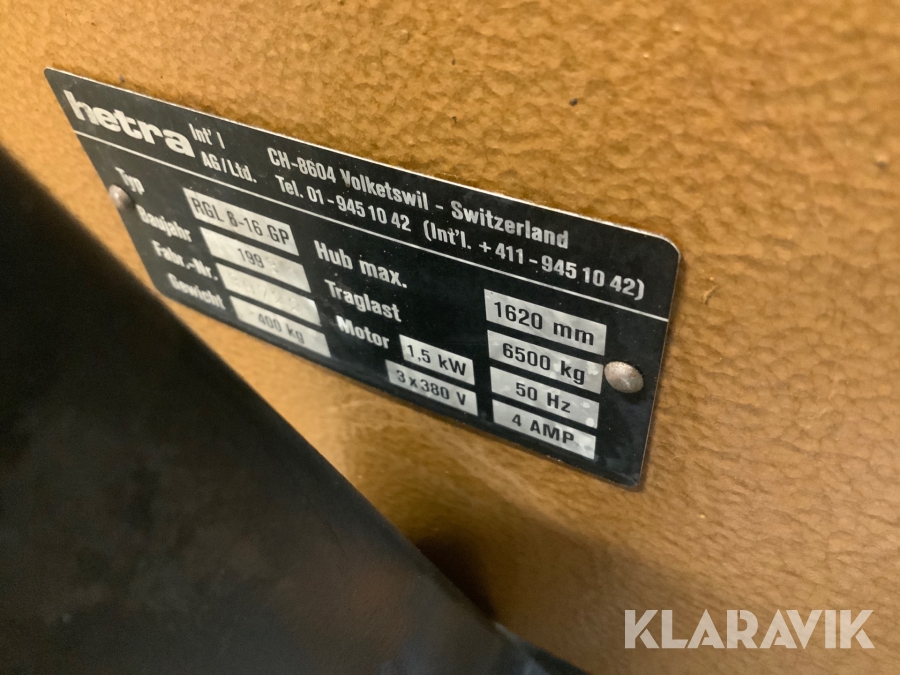 hetra Int'l AG/Ltd.
CH-8604 Volketswil - Switzerland
Tel. 01-945 10 42 (Int'l. +411-945 10 42)
Typ RGL 8-16 GP
Baujahr 199
Fabr.-Nr.
Gewicht 400 kg
Hub max. 1620 mm
Traglast 6500 kg
Motor 1,5 kW 50 Hz
3x380 V 4 AMP
KLARAVIK